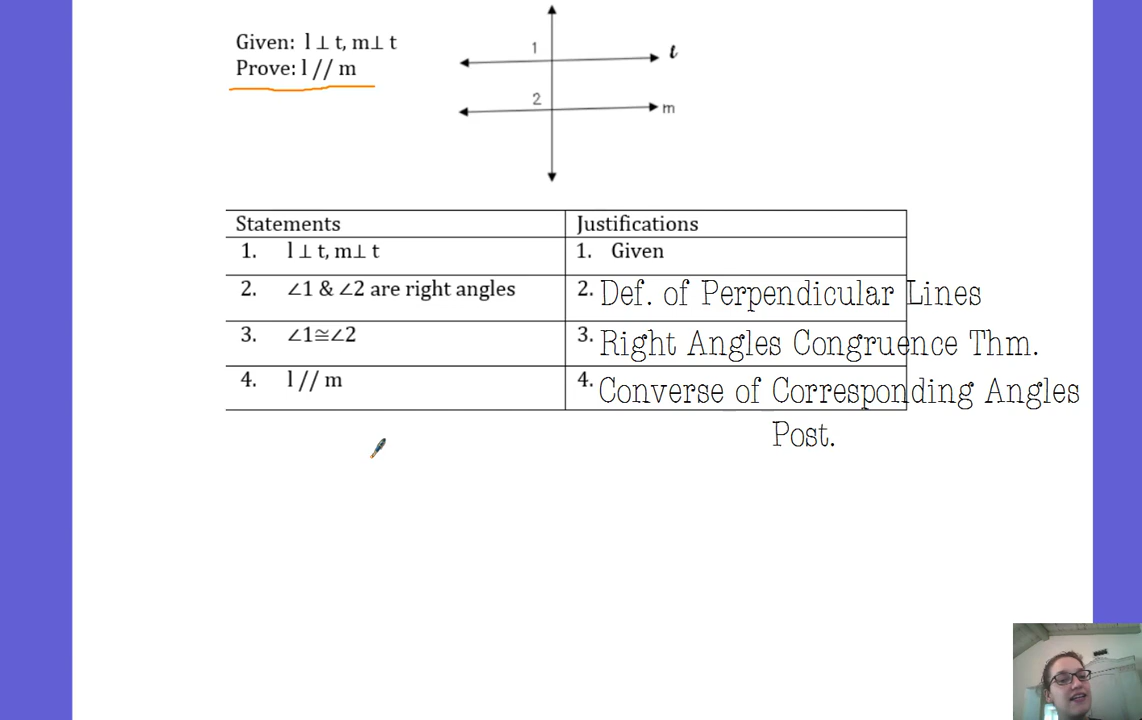 Given: l ⊥ t, m⊥ t
Prove: l // m
1
ℓ
2
m
Statements Justifications
1. l ⊥ t, m⊥ t 1. Given
2. ∠1 & ∠2 are right angles 2. Def. of Perpendicular Lines
3. ∠1≅∠2 3. Right Angles Congruence Thm.
4. l // m 4. Converse of Corresponding Angles
Post.